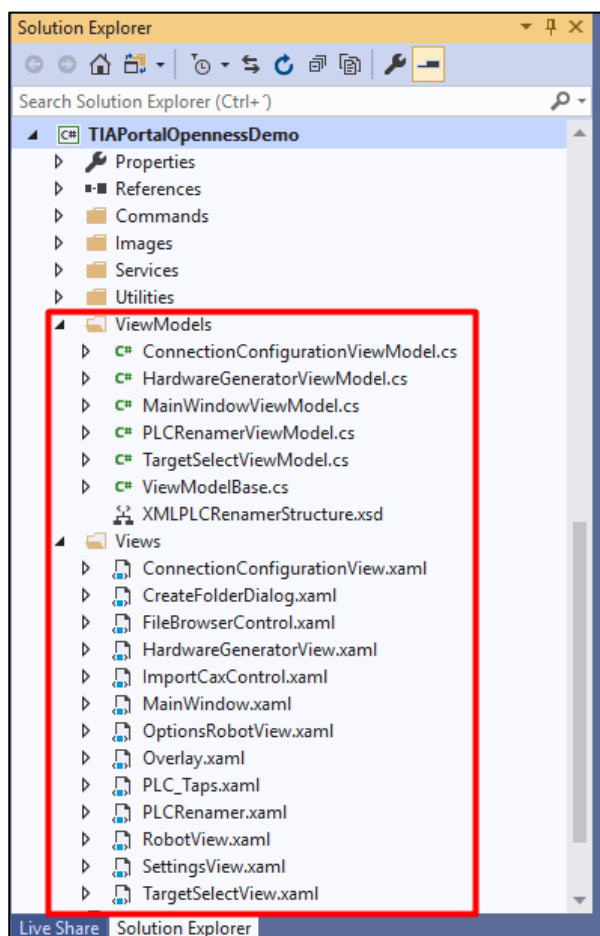 Solution Explorer
Search Solution Explorer (Ctrl+´)
C# TIAPortalOpennessDemo
Properties
References
Commands
Images
Services
Utilities
ViewModels
C# ConnectionConfigurationViewModel.cs
C# HardwareGeneratorViewModel.cs
C# MainWindowViewModel.cs
C# PLCRenamerViewModel.cs
C# TargetSelectViewModel.cs
C# ViewModelBase.cs
XMLPLCRenamerStructure.xsd
Views
ConnectionConfigurationView.xaml
CreateFolderDialog.xaml
FileBrowserControl.xaml
HardwareGeneratorView.xaml
ImportCaxControl.xaml
MainWindow.xaml
OptionsRobotView.xaml
Overlay.xaml
PLC_Taps.xaml
PLCRenamer.xaml
RobotView.xaml
SettingsView.xaml
TargetSelectView.xaml
Live Share Solution Explorer